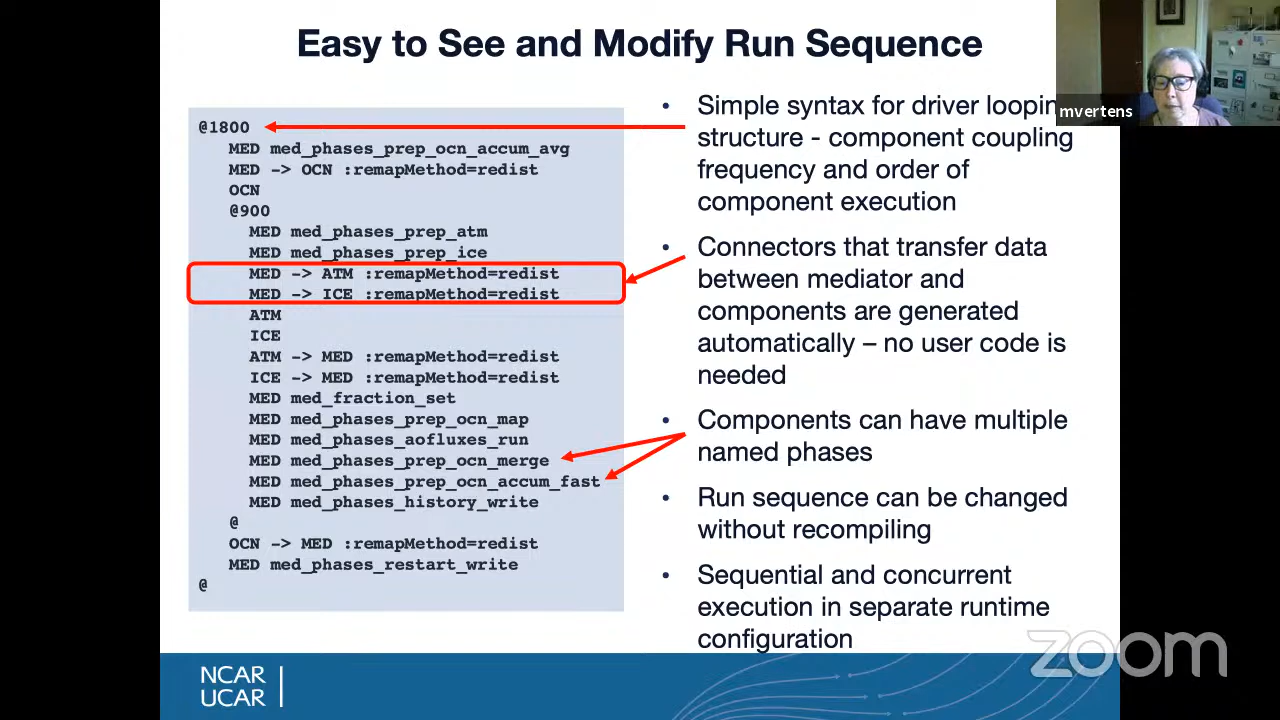 Easy to See and Modify Run Sequence
@1800
MED med_phases_prep_ocn_accum_avg
MED -> OCN :remapMethod=redist
OCN
@900
MED med_phases_prep_atm
MED med_phases_prep_ice
MED -> ATM :remapMethod=redist
MED -> ICE :remapMethod=redist
ATM
ICE
ATM -> MED :remapMethod=redist
ICE -> MED :remapMethod=redist
MED med_fraction_set
MED med_phases_prep_ocn_map
MED med_phases_aofluxes_run
MED med_phases_prep_ocn_merge
MED med_phases_prep_ocn_accum_fast
MED med_phases_history_write
@
OCN -> MED :remapMethod=redist
MED med_phases_restart_write
@
• Simple syntax for driver looping
structure - component coupling
frequency and order of
component execution
• Connectors that transfer data
between mediator and
components are generated
automatically – no user code is
needed
• Components can have multiple
named phases
• Run sequence can be changed
without recompiling
• Sequential and concurrent
execution in separate runtime
configuration
mvertens
NCAR
UCAR
zoom